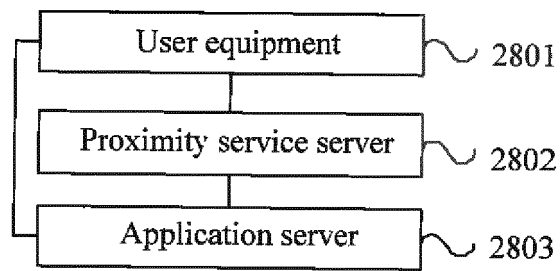 User equipment
2801
Proximity service server
2802
Application server
2803